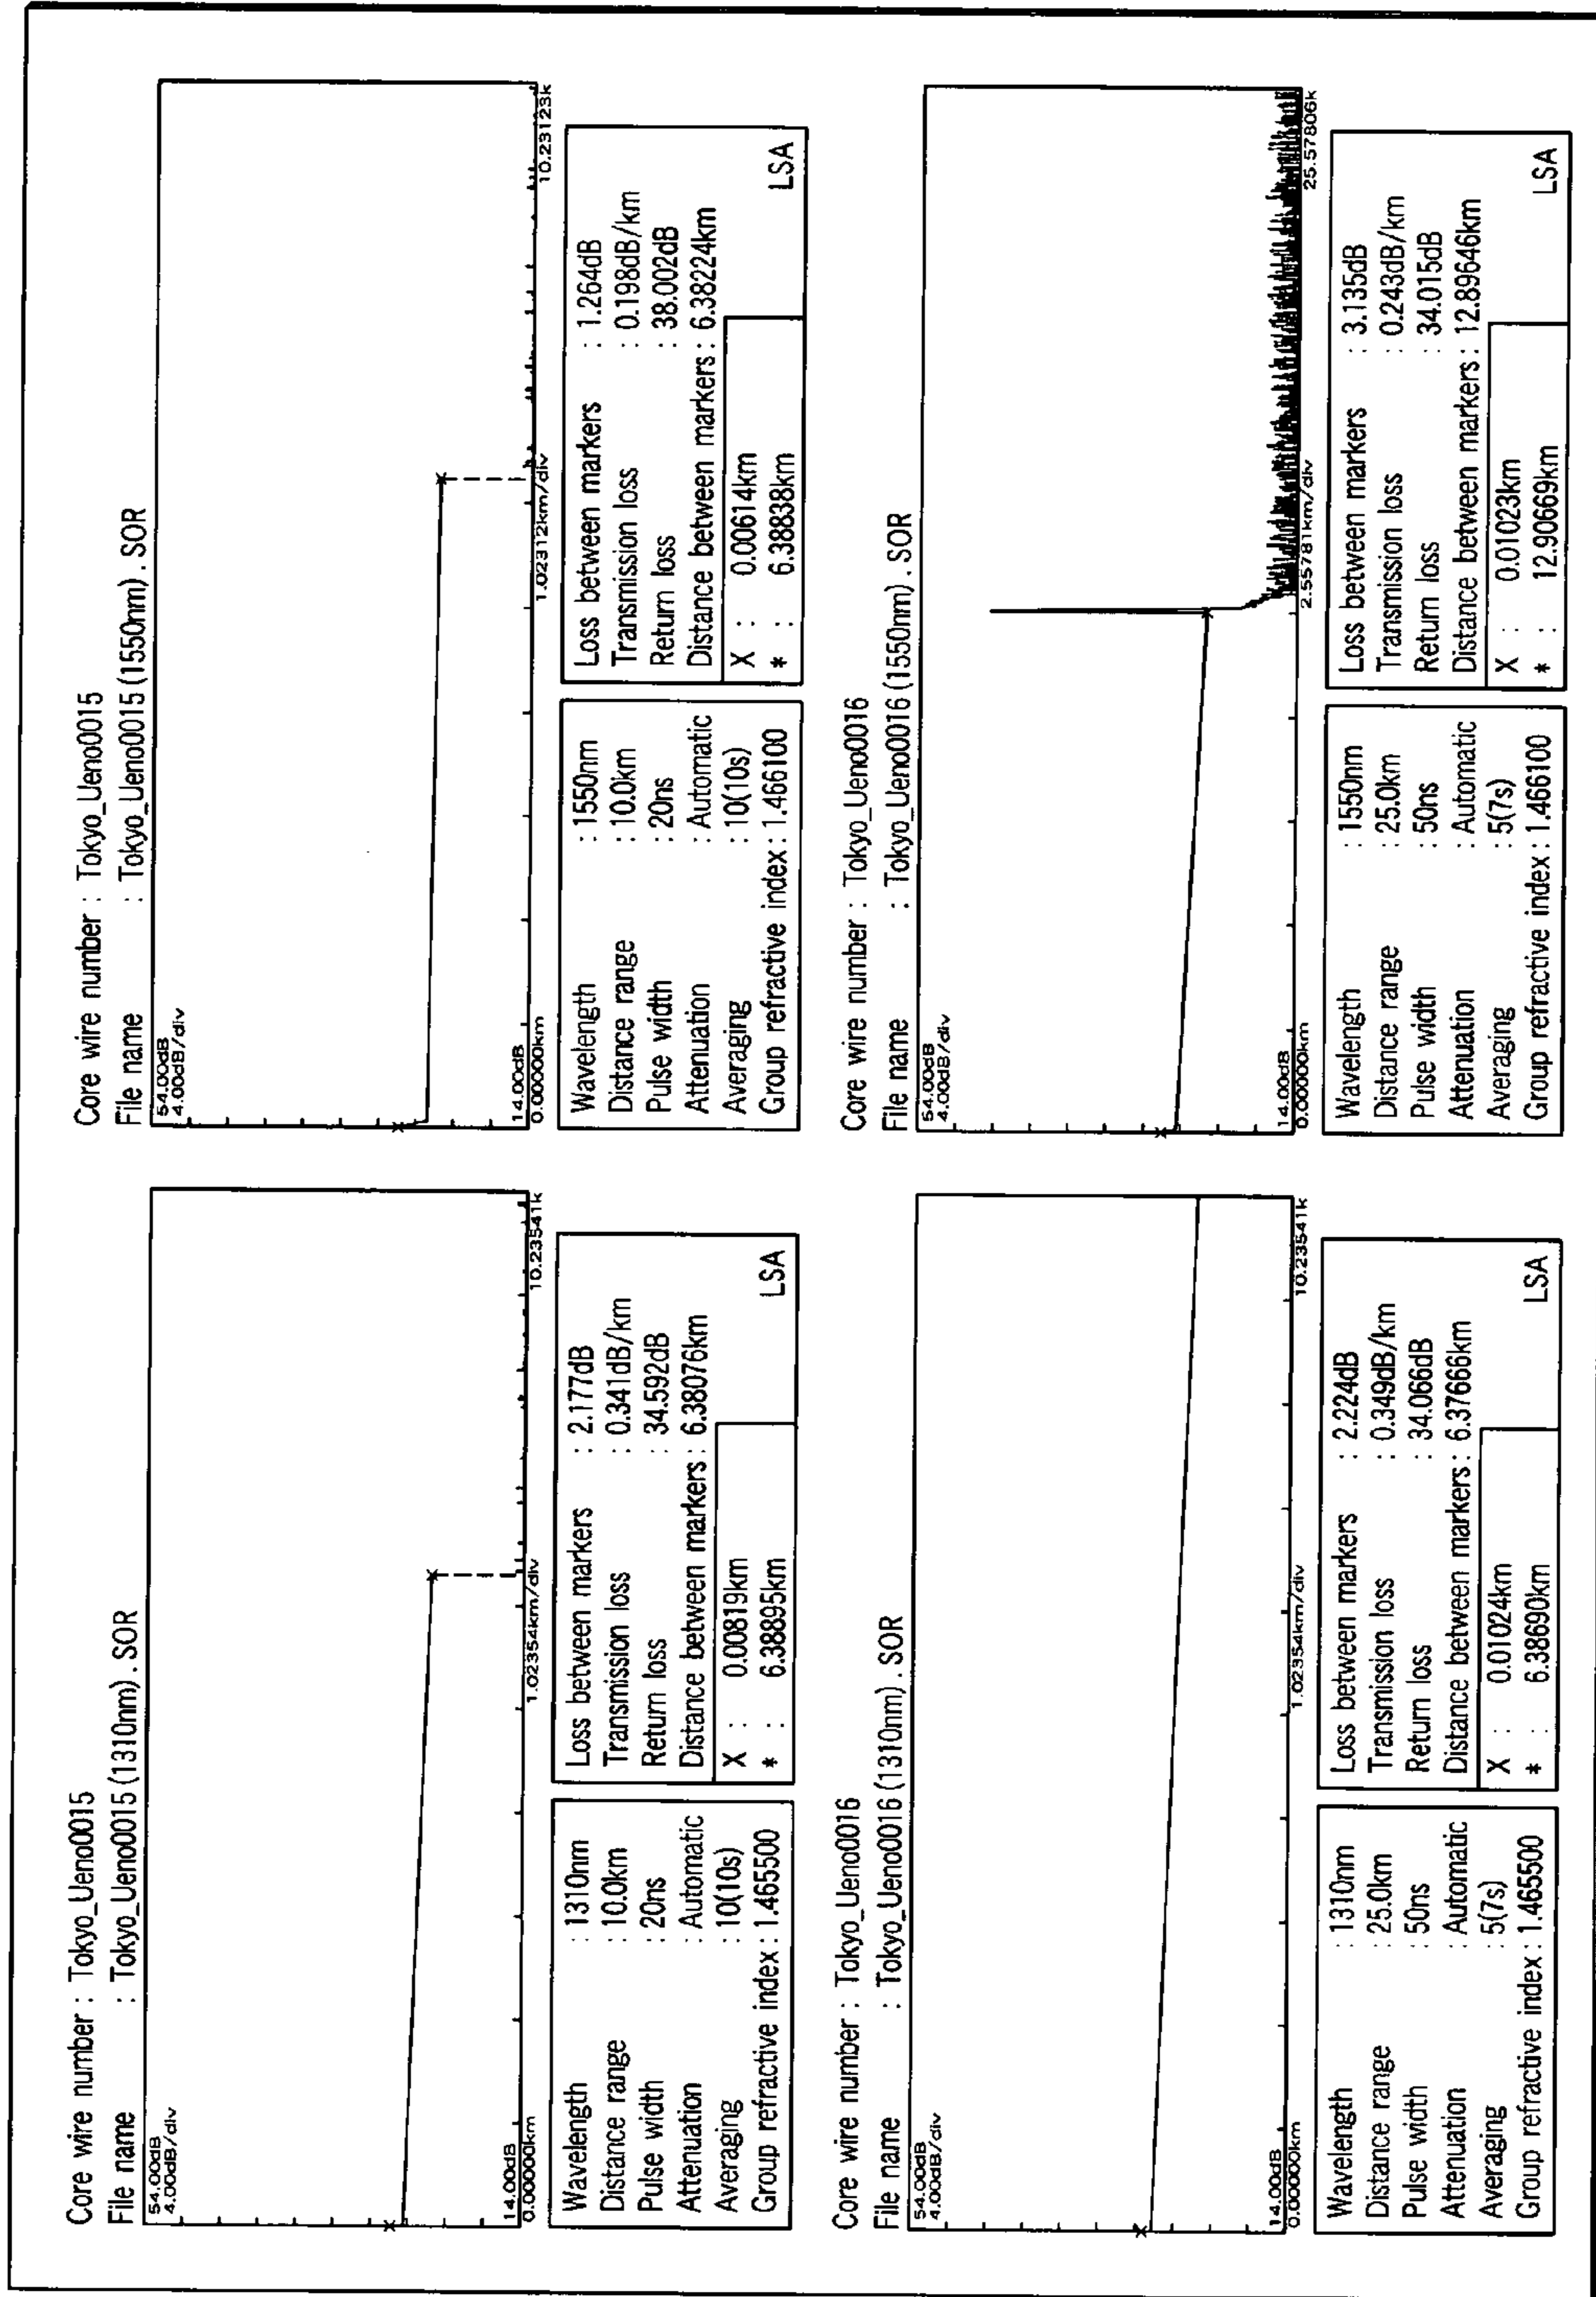 Core wire number : Tokyo_Ueno0015
File name : Tokyo_Ueno0015 (1310nm) . SOR
54.00dB
4.00dB/div
14.00dB
0.00000km
1.02354km/div
10.23541k
Wavelength : 1310nm
Distance range : 10.0km
Pulse width : 20ns
Attenuation : Automatic
Averaging : 10(10s)
Group refractive index : 1.465500
Loss between markers : 2.177dB
Transmission loss : 0.341dB/km
Return loss : 34.592dB
Distance between markers : 6.38076km
X : 0.00819km
* : 6.38895km
LSA
Core wire number : Tokyo_Ueno0015
File name : Tokyo_Ueno0015 (1550nm) . SOR
54.00dB
4.00dB/div
14.00dB
0.00000km
1.02312km/div
10.23123k
Wavelength : 1550nm
Distance range : 10.0km
Pulse width : 20ns
Attenuation : Automatic
Averaging : 10(10s)
Group refractive index : 1.466100
Loss between markers : 1.264dB
Transmission loss : 0.198dB/km
Return loss : 38.002dB
Distance between markers : 6.38224km
X : 0.00614km
* : 6.38838km
LSA
Core wire number : Tokyo_Ueno0016
File name : Tokyo_Ueno0016 (1310nm) . SOR
54.00dB
4.00dB/div
14.00dB
0.00000km
1.02354km/div
10.23541k
Wavelength : 1310nm
Distance range : 25.0km
Pulse width : 50ns
Attenuation : Automatic
Averaging : 5(7s)
Group refractive index : 1.465500
Loss between markers : 2.224dB
Transmission loss : 0.349dB/km
Return loss : 34.066dB
Distance between markers : 6.37666km
X : 0.01024km
* : 6.38690km
LSA
Core wire number : Tokyo_Ueno0016
File name : Tokyo_Ueno0016 (1550nm) . SOR
54.00dB
4.00dB/div
14.00dB
0.00000km
2.55781km/div
25.57806k
Wavelength : 1550nm
Distance range : 25.0km
Pulse width : 50ns
Attenuation : Automatic
Averaging : 5(7s)
Group refractive index : 1.466100
Loss between markers : 3.135dB
Transmission loss : 0.243dB/km
Return loss : 34.015dB
Distance between markers : 12.89646km
X : 0.01023km
* : 12.90669km
LSA